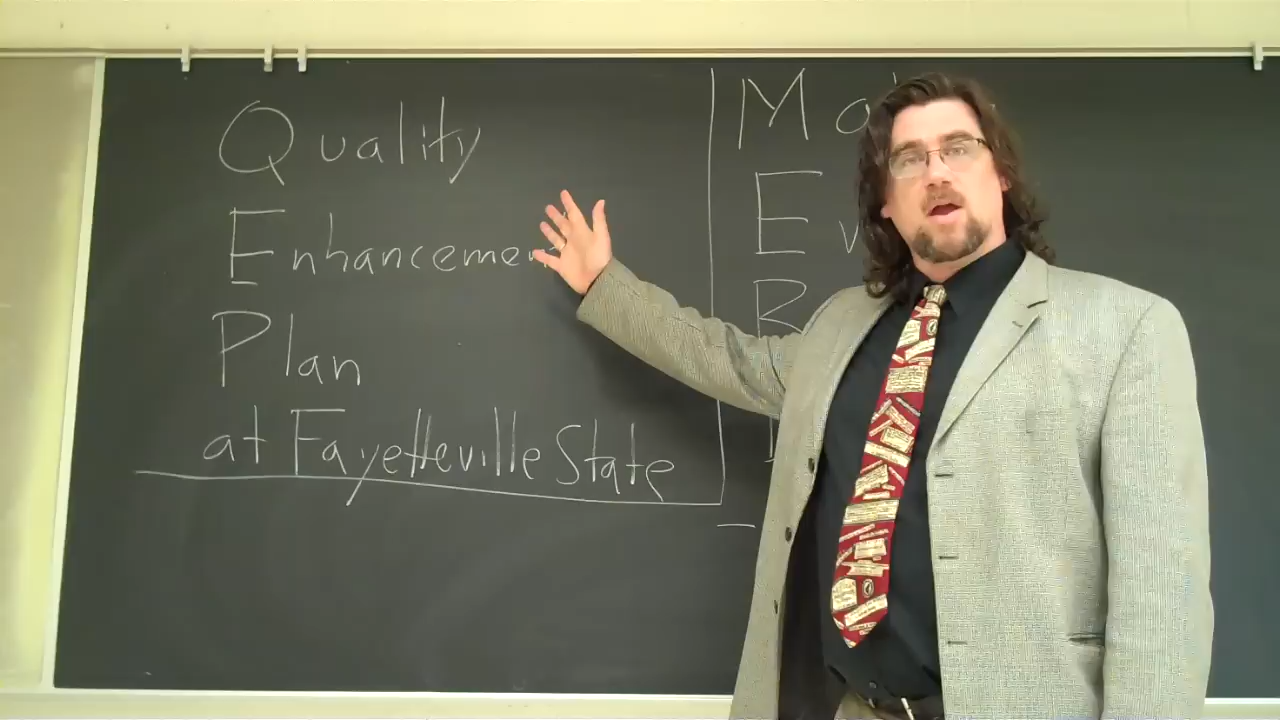 Quality
Enhancemen
Plan
at Fayetteville State
M
E
R